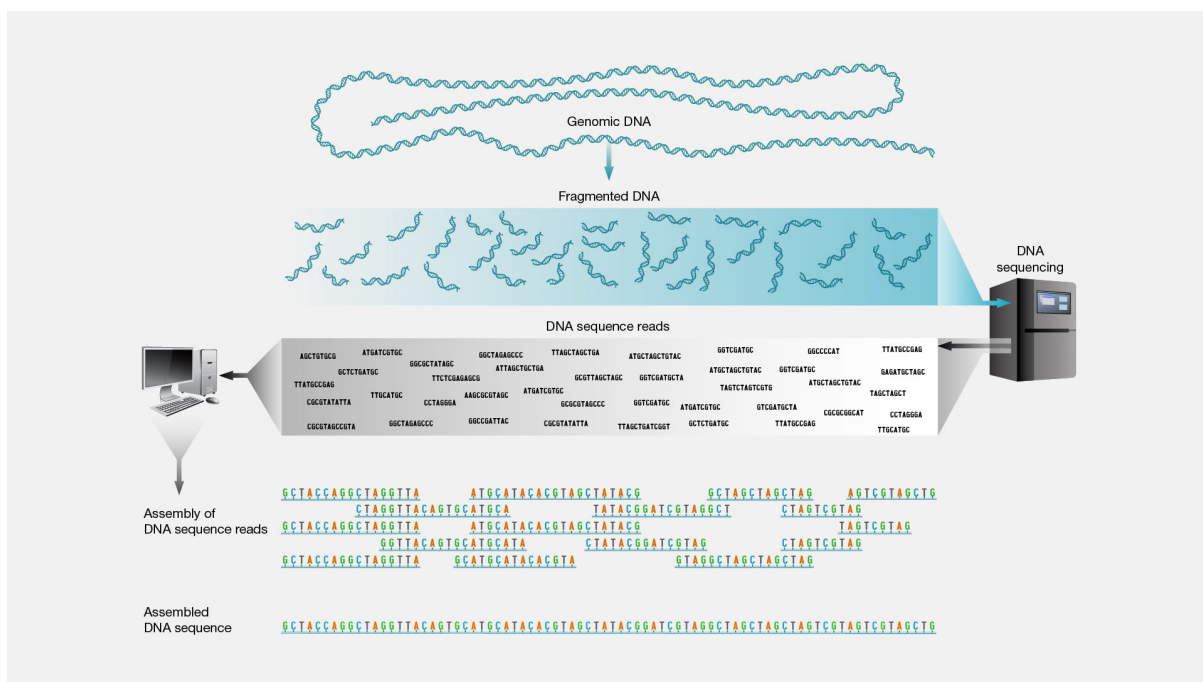 Genomic DNA
Fragmented DNA
DNA
sequencing
DNA sequence reads
AGCTGTGCG ATGATCGTGC GGCTAGAGCCC TTAGCTAGCTGA ATGCTAGCTGTAC GGTCGATGC GGCCCCAT TTATGCCGAG
GCTCTGATGC GGCGCTATAGC ATTAGCTGCTGA GCGTTAGCTAGC GGTCGATGCTA ATGCTAGCTGTAC GGTCGATGC GAGATGCTAGC
TTATGCCGAG TTGCATGC TTCTCGAGAGCG AAGCGCGTAGC ATGATCGTGC TAGTCTAGTCGTG ATGCTAGCTGTAC TAGCTAGCT
CGCGTATATTA CCTAGGGA GCGCGTAGCCC GGTCGATGC ATGATCGTGC GTCGATGCTA CGCGCGGCAT CCTAGGGA
CGCGTAGCCGTA GGCTAGAGCCC GGCCGATTAC CGCGTATATTA TTAGCTGATCGGT GCTCTGATGC TTATGCCGAG TTGCATGC
Assembly of
DNA sequence reads
GCTACCAGGCTAGGTTA ATGCATACACGTAGCTATACG GCTAGCTAGCTAG AGTCGTAGCTG
CTAGGTTACAGTGCATGCA TATACGGATCGTAGGCT CTAGTCGTAG
GCTACCAGGCTAGGTTA ATGCATACACGTAGCTATACG TAGTCGTAG
GGTTACAGTGCATGCATA CTATACGGATCGTAG CTAGTCGTAG
GCTACCAGGCTAGGTTA GCATGCATACACGTA GTAGGCTAGCTAGCTAG
Assembled
DNA sequence
GCTACCAGGCTAGGTTACAGTGCATGCATACACGTAGCTATACGGATCGTAGGCTAGCTAGCTAGTCGTAGTCGTAGCTG